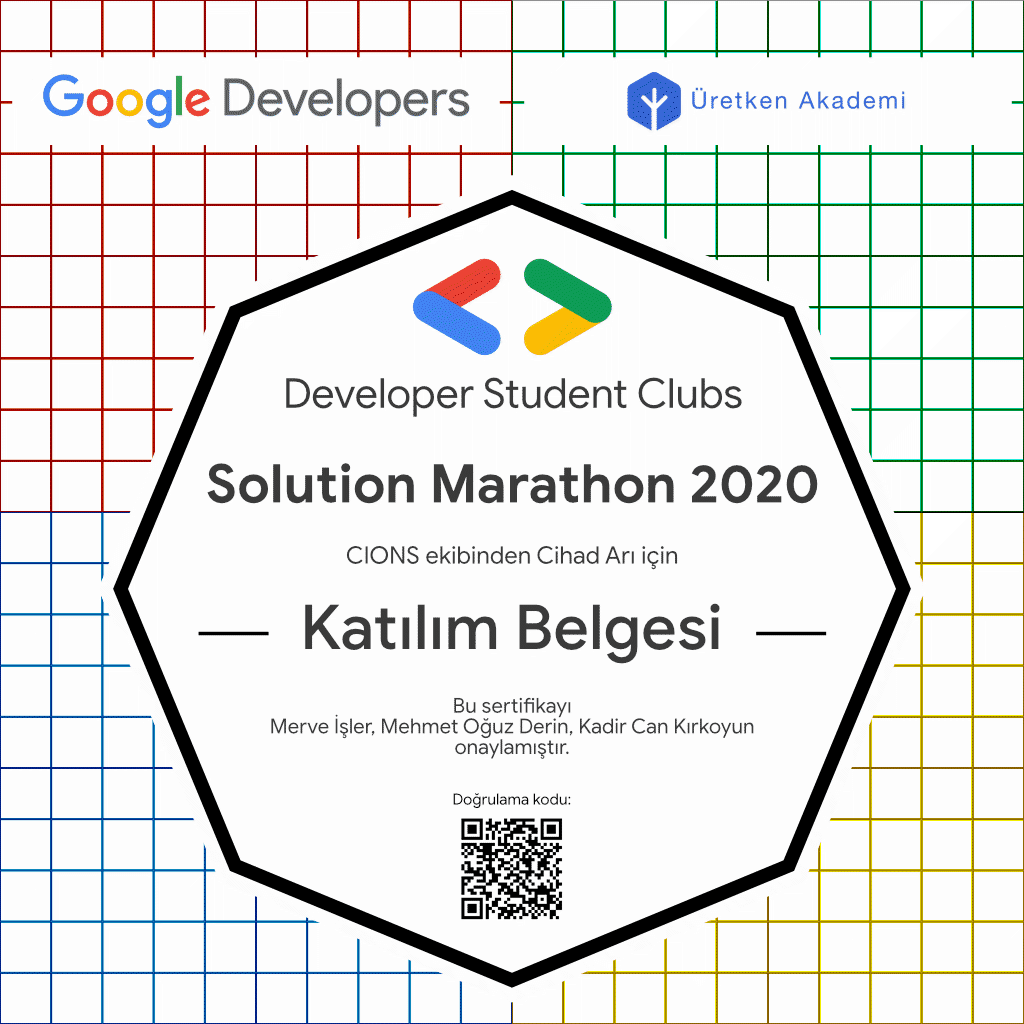 Google Developers
Üretken Akademi
Developer Student Clubs
Solution Marathon 2020
CIONS ekibinden Cihad Arı için
Katılım Belgesi
Bu sertifikayı
Merve İşler, Mehmet Oğuz Derin, Kadir Can Kırkoyun
onaylamıştır.
Doğrulama kodu: